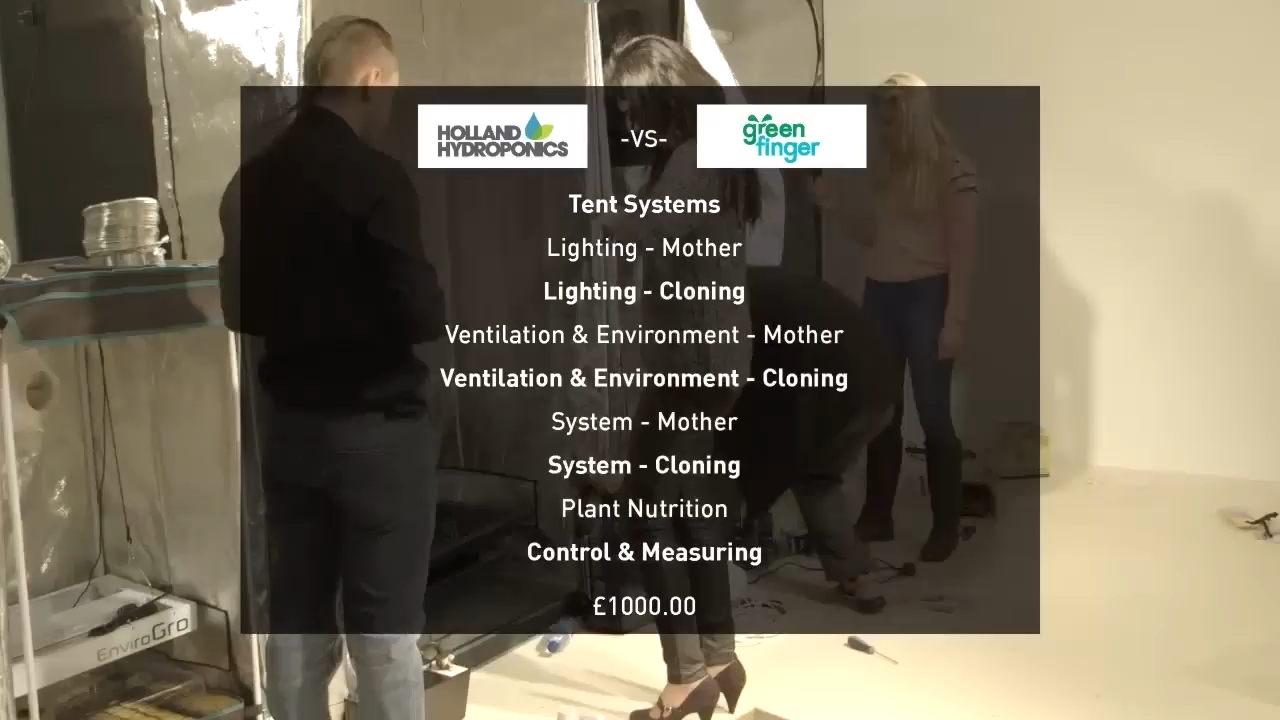 HOLLAND HYDROPONICS -VS- green finger
Tent Systems
Lighting - Mother
Lighting - Cloning
Ventilation & Environment - Mother
Ventilation & Environment - Cloning
System - Mother
System - Cloning
Plant Nutrition
Control & Measuring
£1000.00
EnviroGro